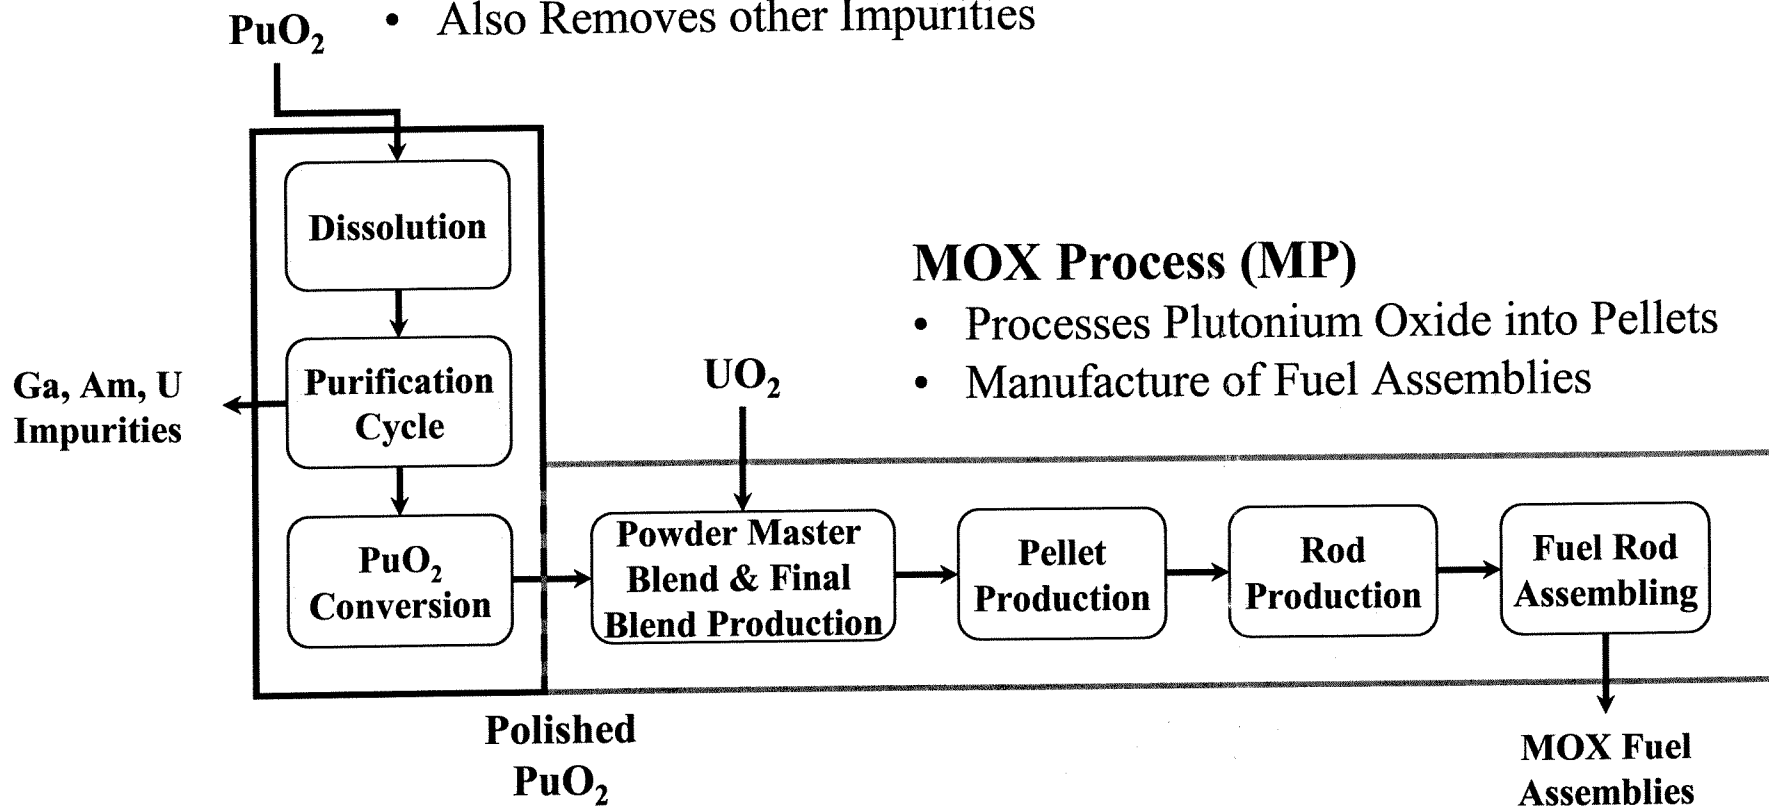 • Also Removes other Impurities
PuO₂
Dissolution
MOX Process (MP)
• Processes Plutonium Oxide into Pellets
• Manufacture of Fuel Assemblies
Ga, Am, U
Impurities
Purification
Cycle
UO₂
PuO₂
Conversion
Powder Master
Blend & Final
Blend Production
Pellet
Production
Rod
Production
Fuel Rod
Assembling
Polished
PuO₂
MOX Fuel
Assemblies